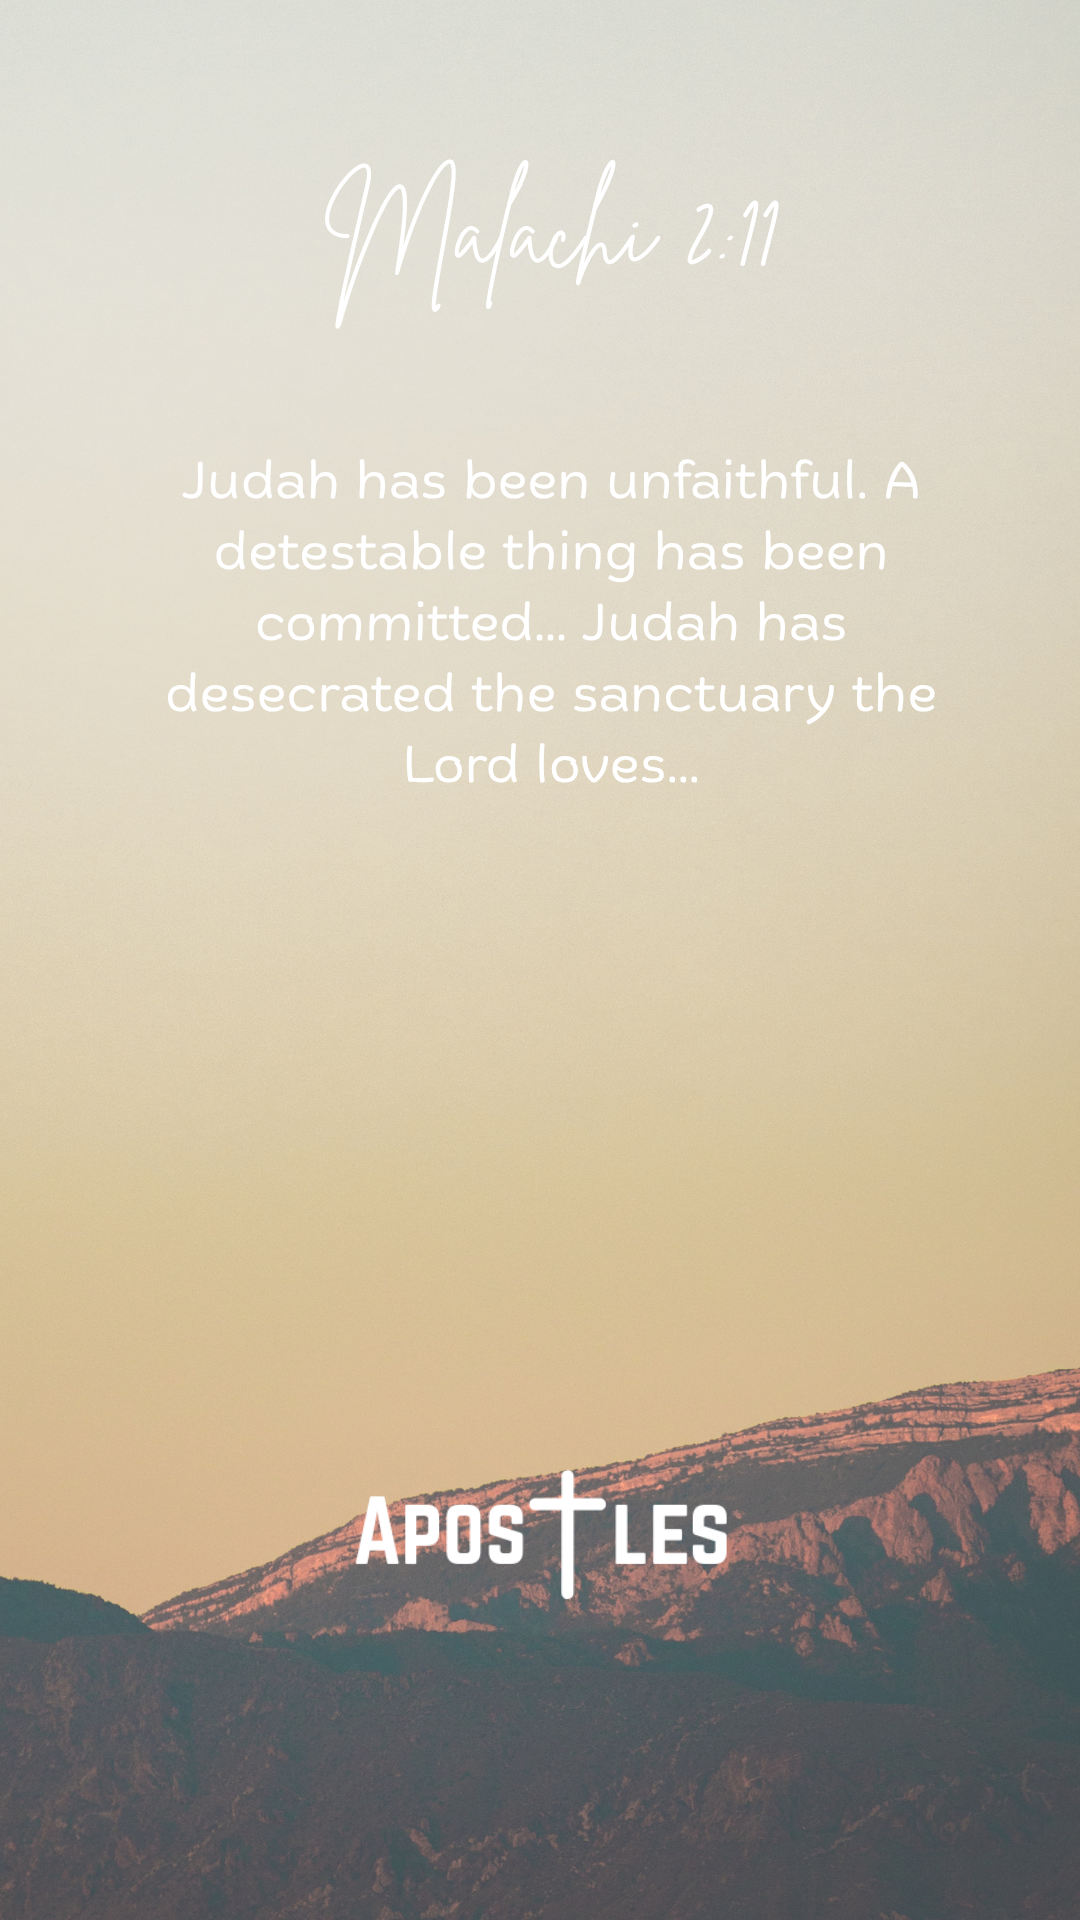 Malachi 2:11
Judah has been unfaithful. A
detestable thing has been
committed... Judah has
desecrated the sanctuary the
Lord loves...
APOSTLES